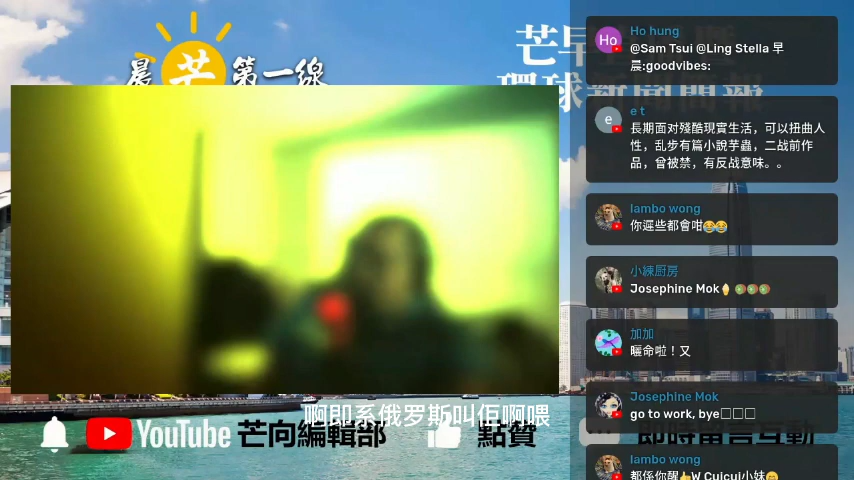 晨芒第一線
芒早
環球新聞簡報
Ho hung
@Sam Tsui @Ling Stella 早
晨:goodvibes:
e t
長期面对殘酷現實生活，可以扭曲人
性，乱步有篇小說芋蟲，二战前作
品，曾被禁，有反战意味。。
lambo wong
你遲些都會咁😂😂
小練厨房
Josephine Mok🍦🥝🥝🥝
加加
曬命啦！又
Josephine Mok
go to work, bye□□□
lambo wong
都係你醒👍W Cuicui小妹😊
啊即系俄罗斯叫佢啊喂
YouTube 芒向編輯部
點贊
即時留言互動